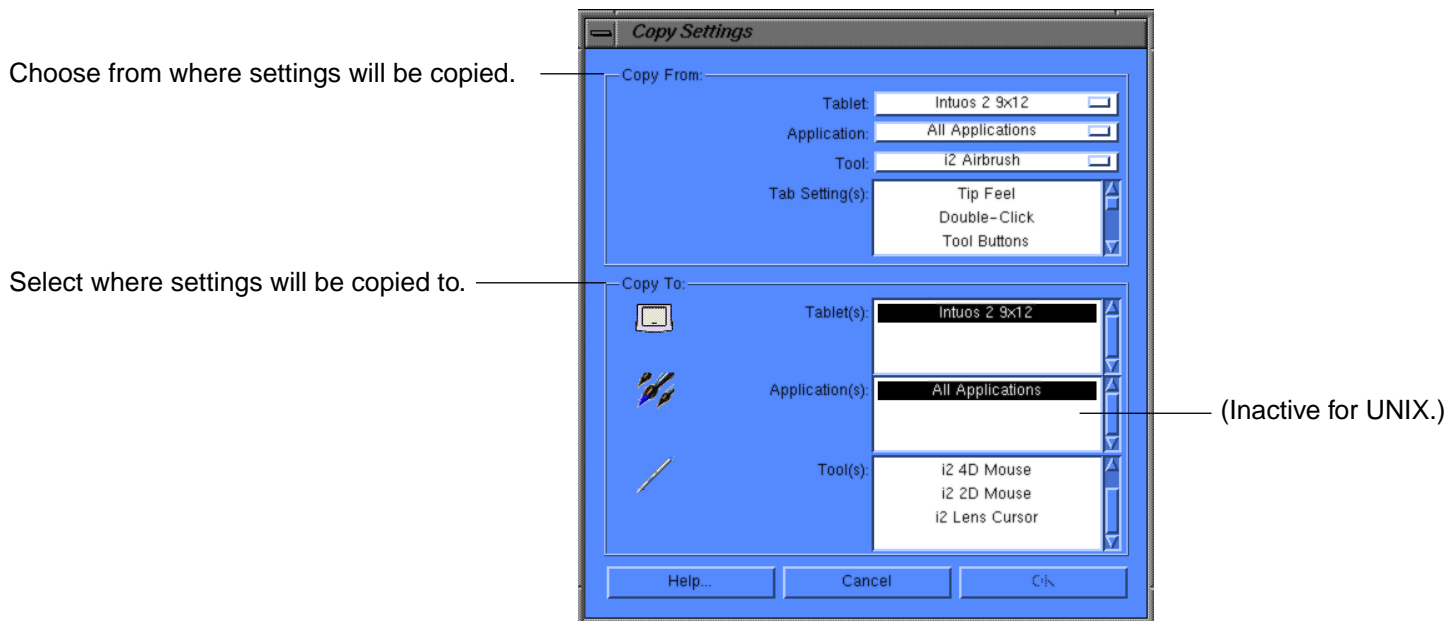 Copy Settings
Choose from where settings will be copied.
Copy From:
Tablet: Intuos 2 9x12
Application: All Applications
Tool: i2 Airbrush
Tab Setting(s): Tip Feel
Double-Click
Tool Buttons
Select where settings will be copied to.
Copy To:
Tablet(s): Intuos 2 9x12
Application(s): All Applications
(Inactive for UNIX.)
Tool(s): i2 4D Mouse
i2 2D Mouse
i2 Lens Cursor
Help... Cancel OK